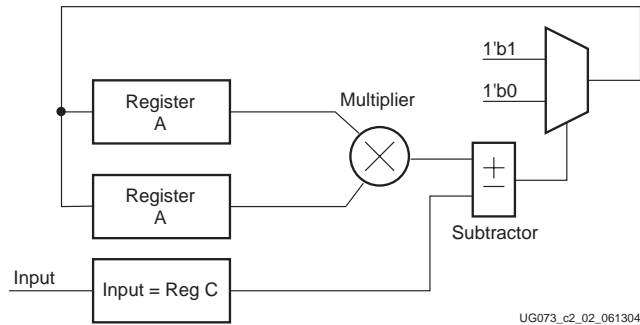 1'b1
1'b0
Register
A
Multiplier
Register
A
+
−
Subtractor
Input
Input = Reg C
UG073_c2_02_061304